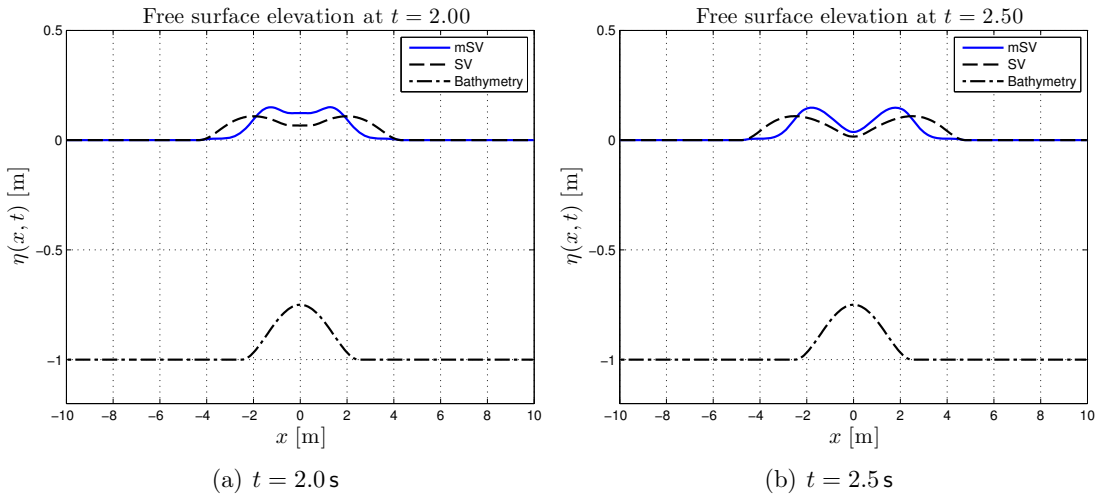 Free surface elevation at t = 2.00
mSV
SV
Bathymetry
0.5
0
−0.5
−1
η(x, t) [m]
−10 −8 −6 −4 −2 0 2 4 6 8 10
x [m]
(a) t = 2.0 s
Free surface elevation at t = 2.50
mSV
SV
Bathymetry
0.5
0
−0.5
−1
η(x, t) [m]
−10 −8 −6 −4 −2 0 2 4 6 8 10
x [m]
(b) t = 2.5 s